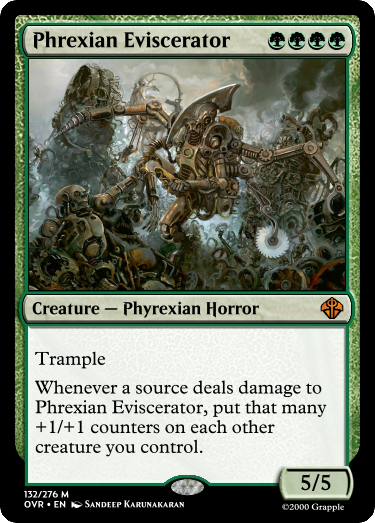 Phrexian Eviscerator
Creature — Phyrexian Horror
Trample
Whenever a source deals damage to
Phrexian Eviscerator, put that many
+1/+1 counters on each other
creature you control.
5/5
132/276 M
OVR • EN Sandeep Karunakaran
©2000 Grapple